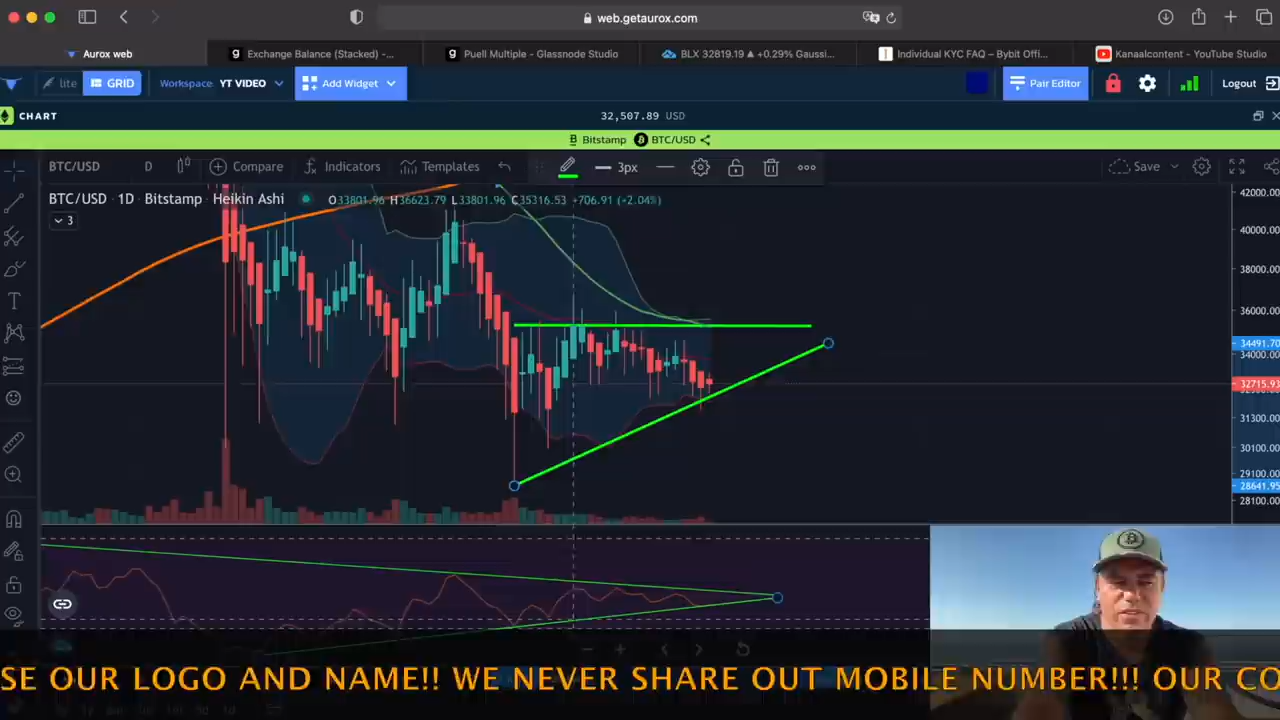 web.getaurox.com
Aurox web
Exchange Balance (Stacked) -...
Puell Multiple - Glassnode Studio
BLX 32819.19 ▲ +0.29% Gaussi...
Individual KYC FAQ – Bybit Offi...
Kanaalcontent - YouTube Studio
lite
GRID
Workspace: YT VIDEO
Add Widget
Pair Editor
Logout
CHART
32,507.89 USD
Bitstamp
BTC/USD
BTC/USD
D
Compare
Indicators
Templates
3px
Save
BTC/USD · 1D · Bitstamp · Heikin Ashi
O33801.96 H36623.79 L33801.96 C35316.53 +706.91 (+2.04%)
3
42000.00
40000.00
38000.00
36000.00
34491.70
34000.00
32715.93
31300.00
30100.00
29100.00
28641.95
28100.00
SE OUR LOGO AND NAME!! WE NEVER SHARE OUT MOBILE NUMBER!!! OUR CO